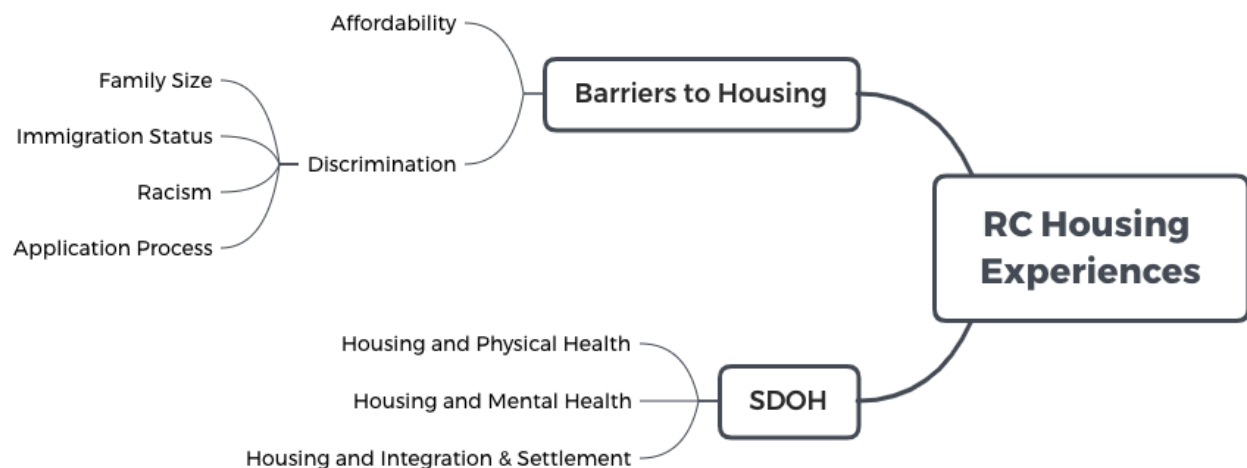 Affordability
Family Size
Barriers to Housing
Immigration Status
Discrimination
Racism
Application Process
RC Housing
Experiences
Housing and Physical Health
Housing and Mental Health
SDOH
Housing and Integration & Settlement